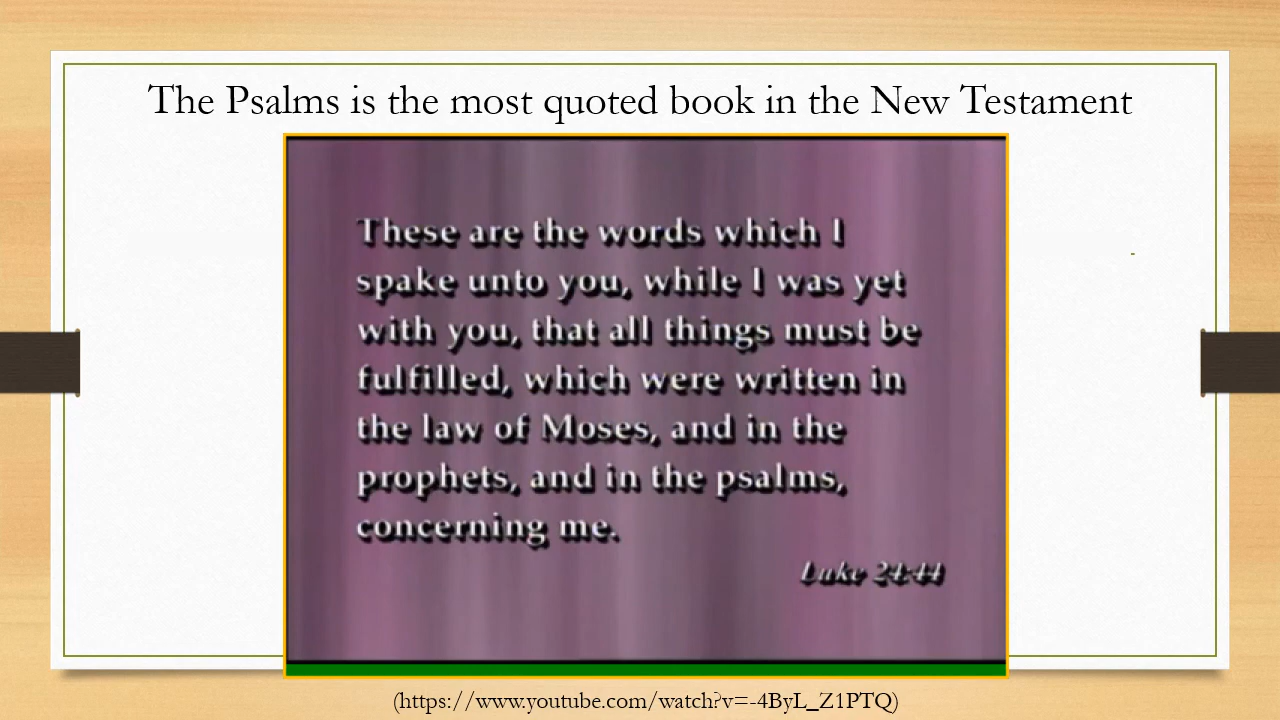 The Psalms is the most quoted book in the New Testament
These are the words which I
spake unto you, while I was yet
with you, that all things must be
fulfilled, which were written in
the law of Moses, and in the
prophets, and in the psalms,
concerning me.
Luke 24:44
-
(https://www.youtube.com/watch?v=-4ByL_Z1PTQ)